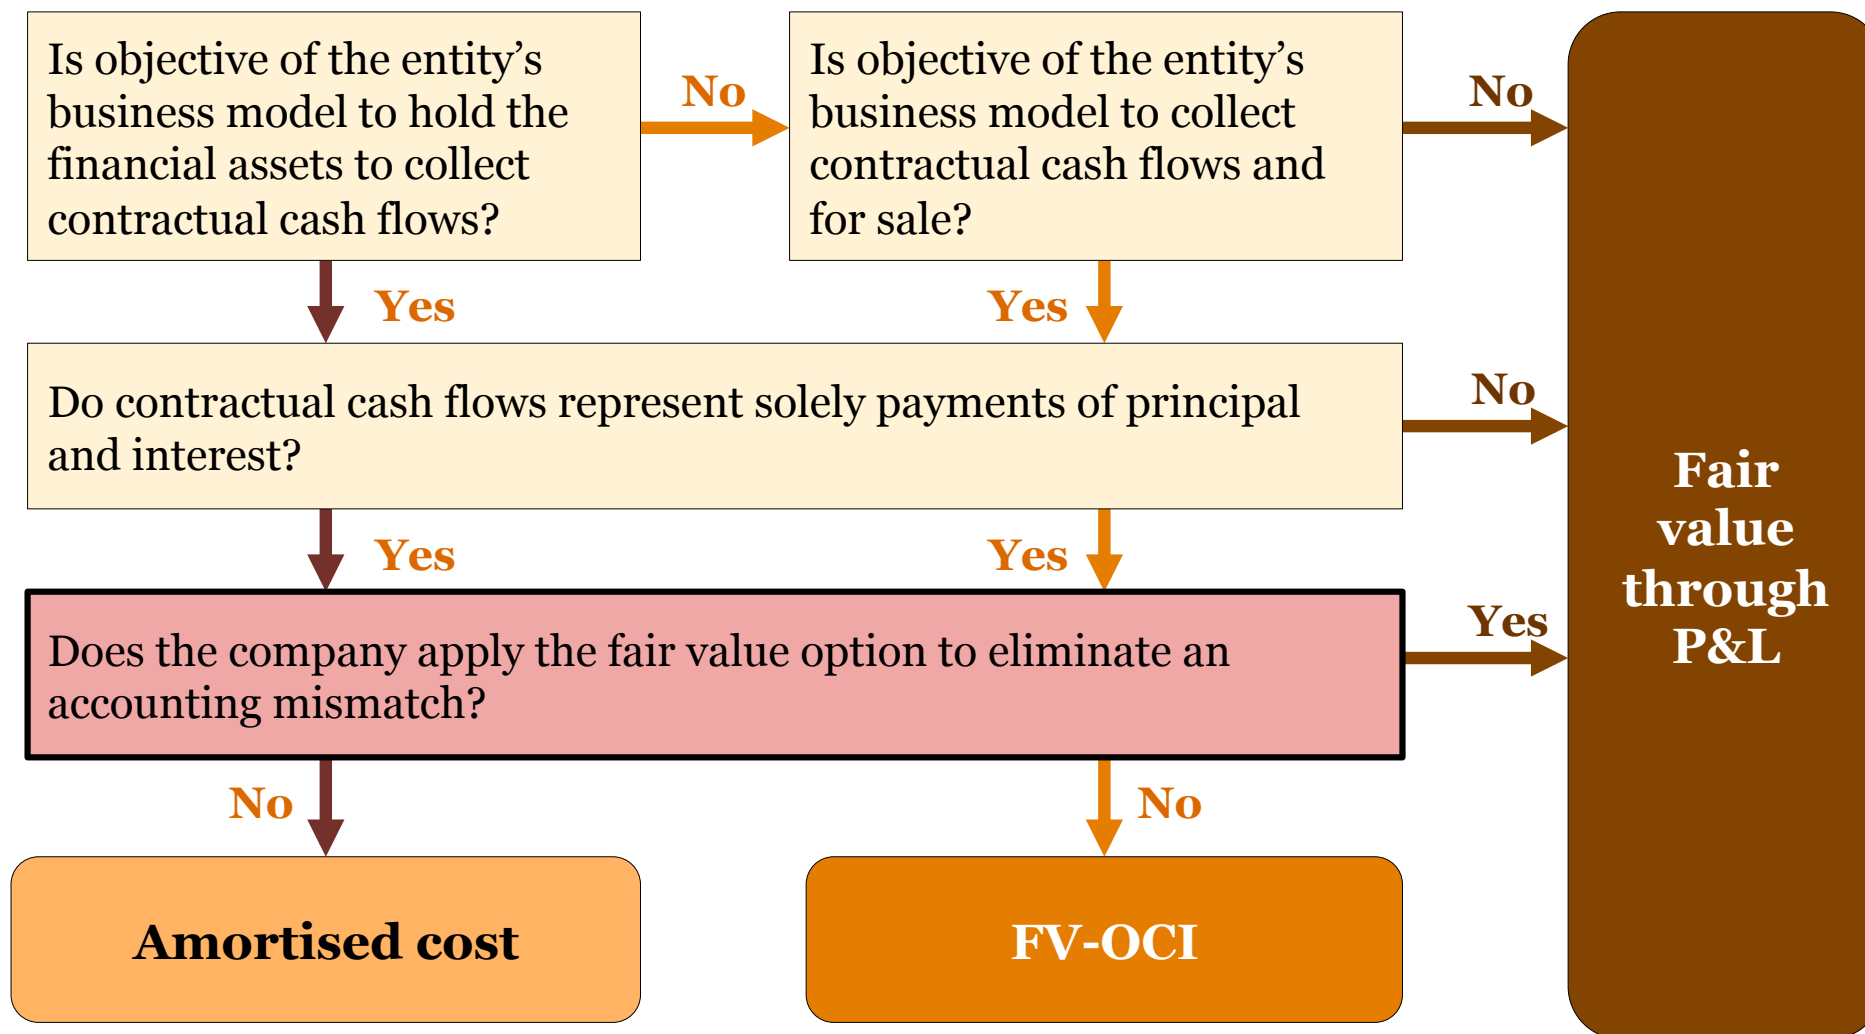 Is objective of the entity’s
business model to hold the
financial assets to collect
contractual cash flows?
No
Is objective of the entity’s
business model to collect
contractual cash flows and
for sale?
No
Yes
Yes
Do contractual cash flows represent solely payments of principal
and interest?
No
Yes
Yes
Does the company apply the fair value option to eliminate an
accounting mismatch?
Yes
No
No
Amortised cost
FV-OCI
Fair
value
through
P&L